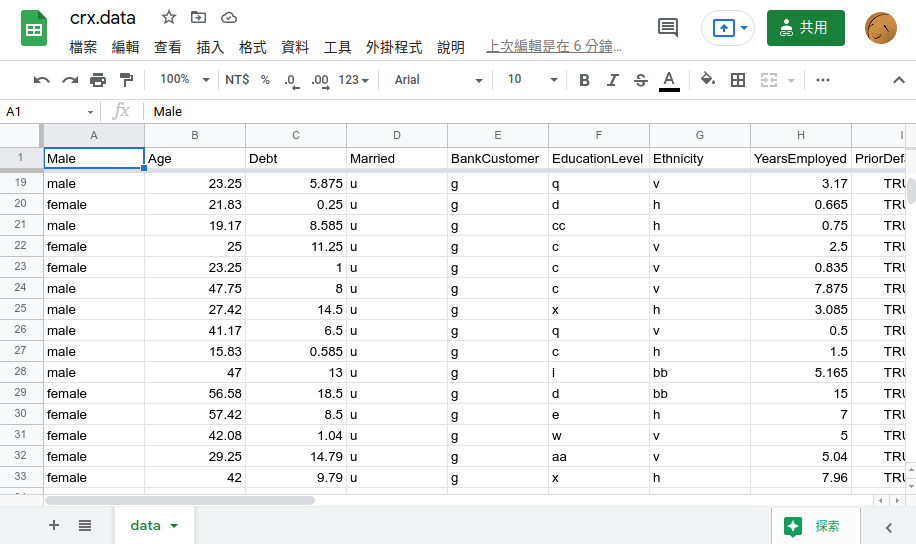 crx.data
檔案 編輯 查看 插入 格式 資料 工具 外掛程式 說明 上次編輯是在 6 分鐘...
共用
100% NT$ % .0 .00 123 Arial 10 B I S A
A1 fx Male
A B C D E F G H I
1 Male Age Debt Married BankCustomer EducationLevel Ethnicity YearsEmployed PriorDef
19 male 23.25 5.875 u g q v 3.17 TRU
20 female 21.83 0.25 u g d h 0.665 TRU
21 male 19.17 8.585 u g cc h 0.75 TRU
22 female 25 11.25 u g c v 2.5 TRU
23 female 23.25 1 u g c v 0.835 TRU
24 male 47.75 8 u g c v 7.875 TRU
25 male 27.42 14.5 u g x h 3.085 TRU
26 male 41.17 6.5 u g q v 0.5 TRU
27 male 15.83 0.585 u g c h 1.5 TRU
28 male 47 13 u g i bb 5.165 TRU
29 female 56.58 18.5 u g d bb 15 TRU
30 female 57.42 8.5 u g e h 7 TRU
31 female 42.08 1.04 u g w v 5 TRU
32 female 29.25 14.79 u g aa v 5.04 TRU
33 female 42 9.79 u g x h 7.96 TRU
data
探索